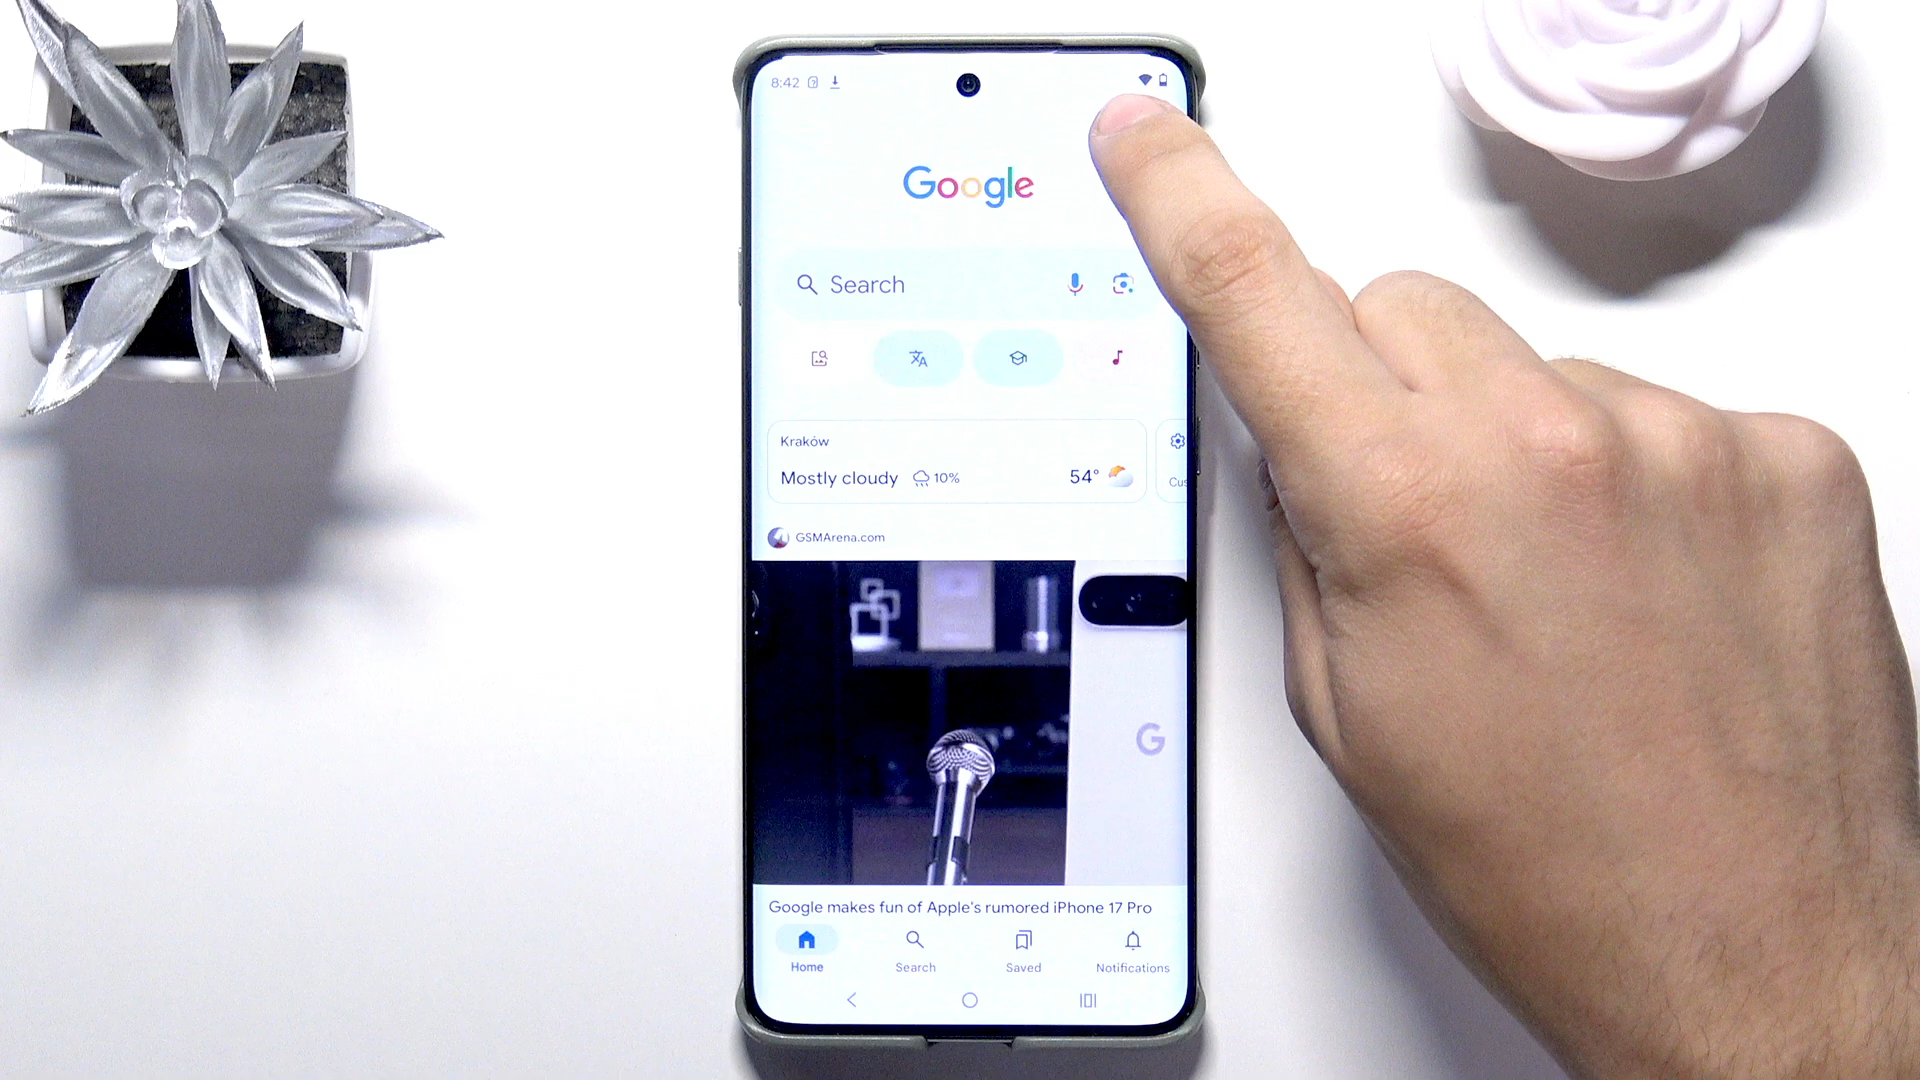 8:42
Google
Search
Kraków
Mostly cloudy 10% 54°
Cus
GSMArena.com
G
Google makes fun of Apple's rumored iPhone 17 Pro
Home Search Saved Notifications